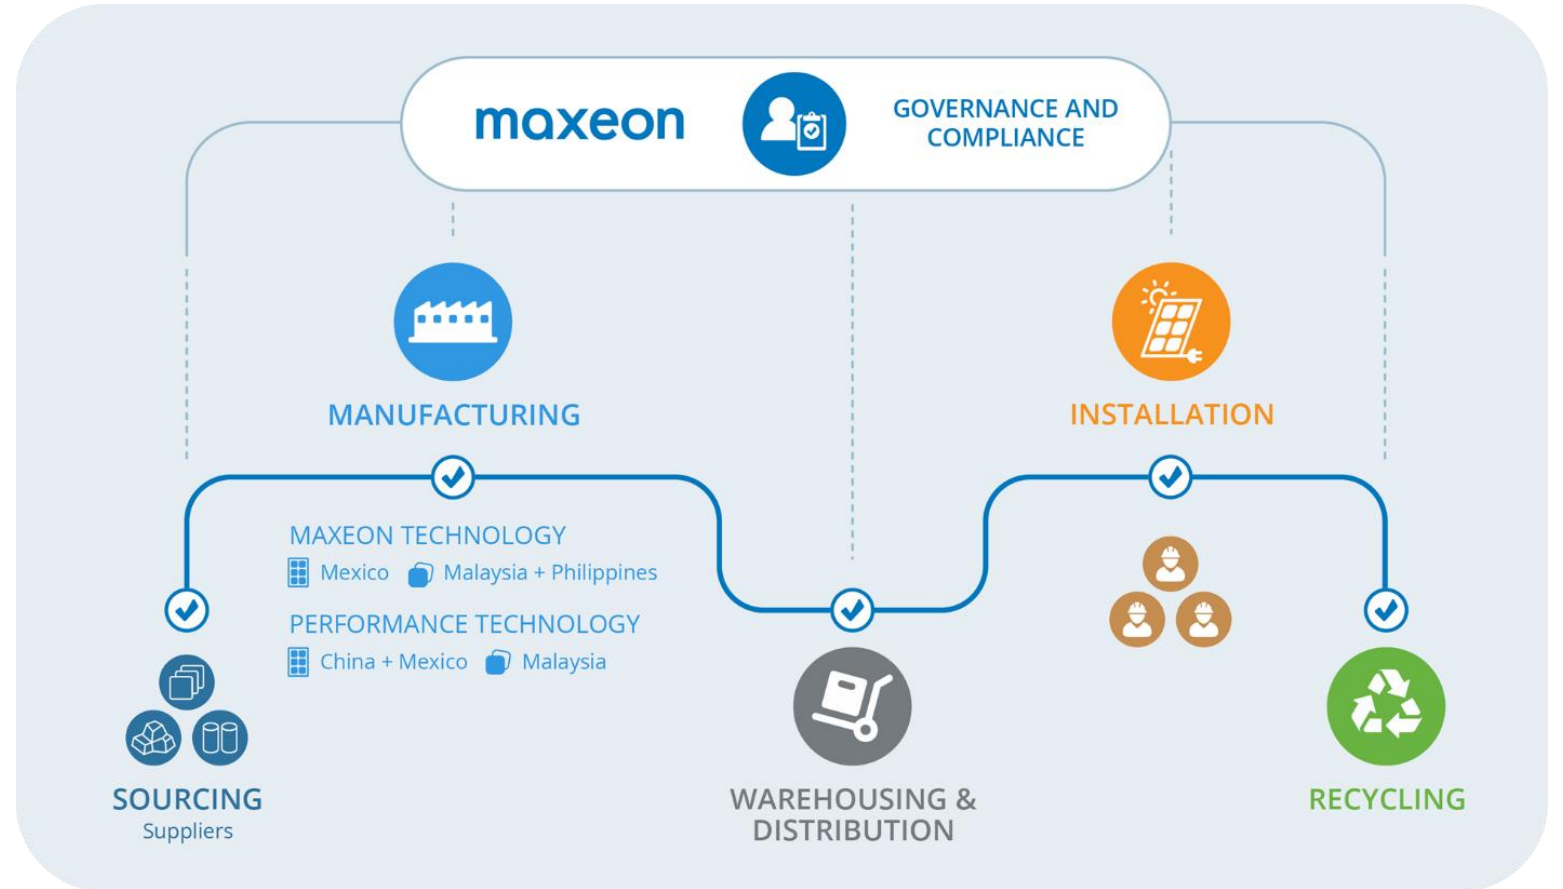 maxeon
GOVERNANCE AND
COMPLIANCE
MANUFACTURING
INSTALLATION
MAXEON TECHNOLOGY
Mexico Malaysia + Philippines
PERFORMANCE TECHNOLOGY
China + Mexico Malaysia
SOURCING
Suppliers
WAREHOUSING &
DISTRIBUTION
RECYCLING